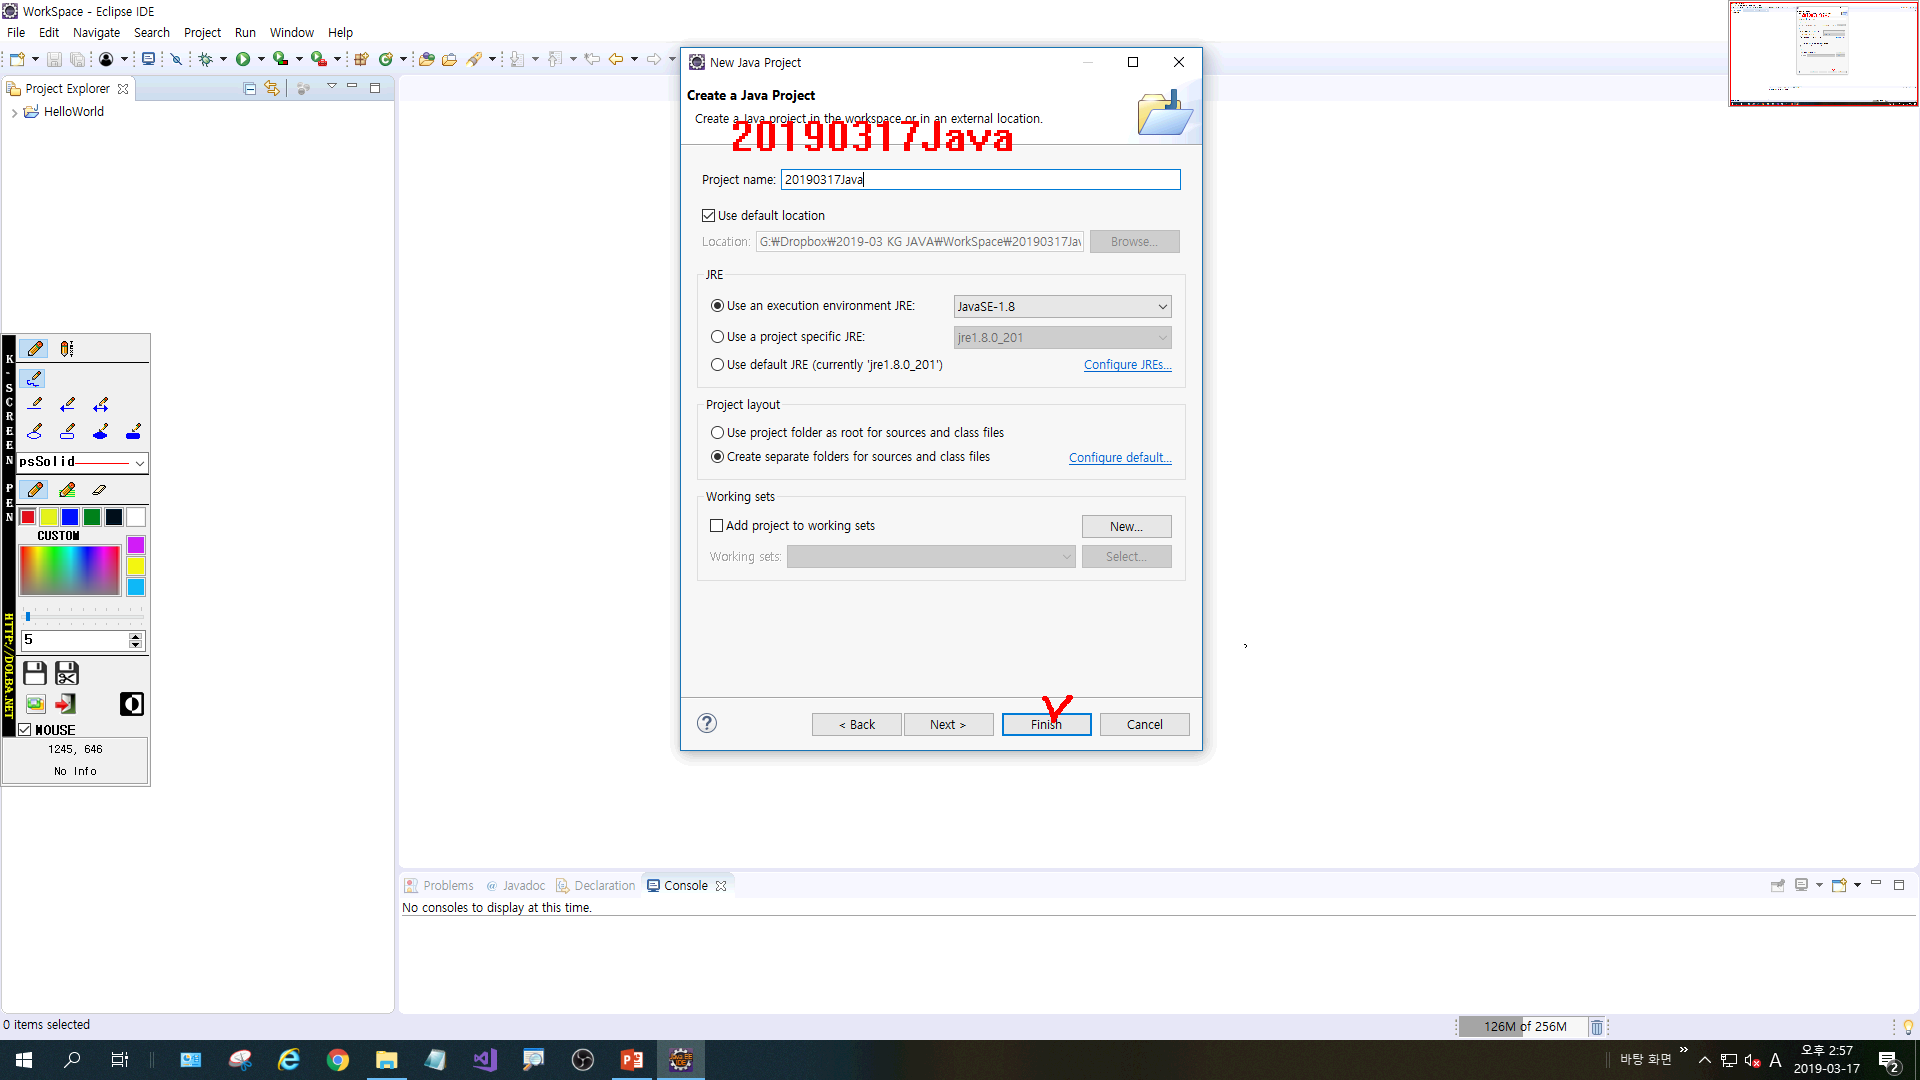 WorkSpace - Eclipse IDE
File Edit Navigate Search Project Run Window Help
Project Explorer
HelloWorld
New Java Project
Create a Java Project
Create a Java project in the workspace or in an external location.
20190317Java
Project name: 20190317Java
Use default location
Location: G:₩Dropbox₩2019-03 KG JAVA₩WorkSpace₩20190317Jav
Browse...
JRE
Use an execution environment JRE: JavaSE-1.8
Use a project specific JRE: jre1.8.0_201
Use default JRE (currently 'jre1.8.0_201') Configure JREs...
Project layout
Use project folder as root for sources and class files
Create separate folders for sources and class files Configure default...
Working sets
Add project to working sets New...
Working sets: Select...
< Back Next > Finish Cancel
K-SCREEN PEN
HTTP://DOLBA.NET
psSolid
CUSTOM
5
MOUSE
1245, 646
No Info
Problems @ Javadoc Declaration Console
No consoles to display at this time.
0 items selected
126M of 256M
바탕 화면
A
오후 2:57
2019-03-17
2